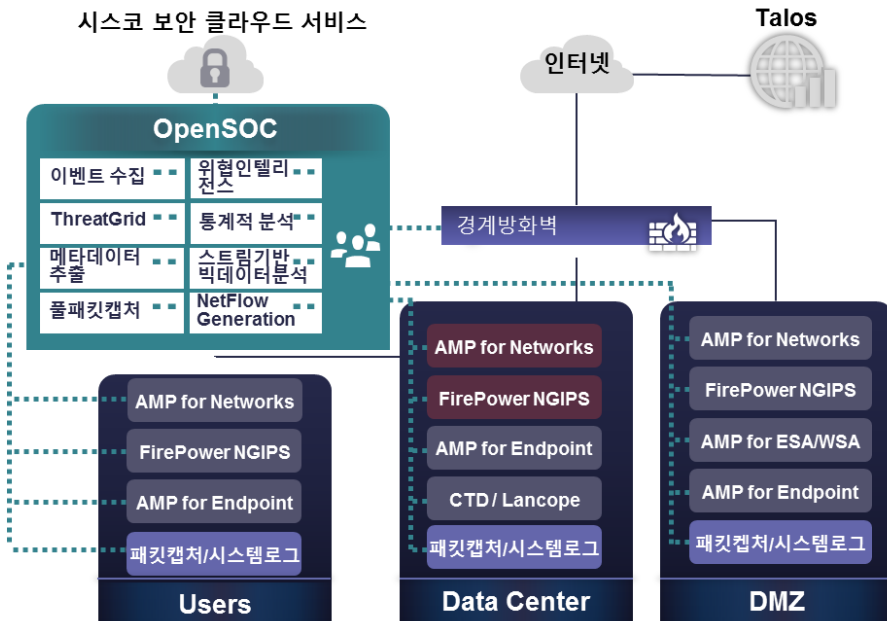 시스코 보안 클라우드 서비스
Talos
인터넷
OpenSOC
이벤트 수집
위협인텔리
전스
ThreatGrid
통계적 분석
메타데이터
추출
스트림기반
빅데이터분석
풀패킷캡처
NetFlow
Generation
경계방화벽
AMP for Networks
FirePower NGIPS
AMP for Endpoint
패킷캡처/시스템로그
Users
AMP for Networks
FirePower NGIPS
AMP for Endpoint
CTD / Lancope
패킷캡처/시스템로그
Data Center
AMP for Networks
FirePower NGIPS
AMP for ESA/WSA
AMP for Endpoint
패킷켑처/시스템로그
DMZ